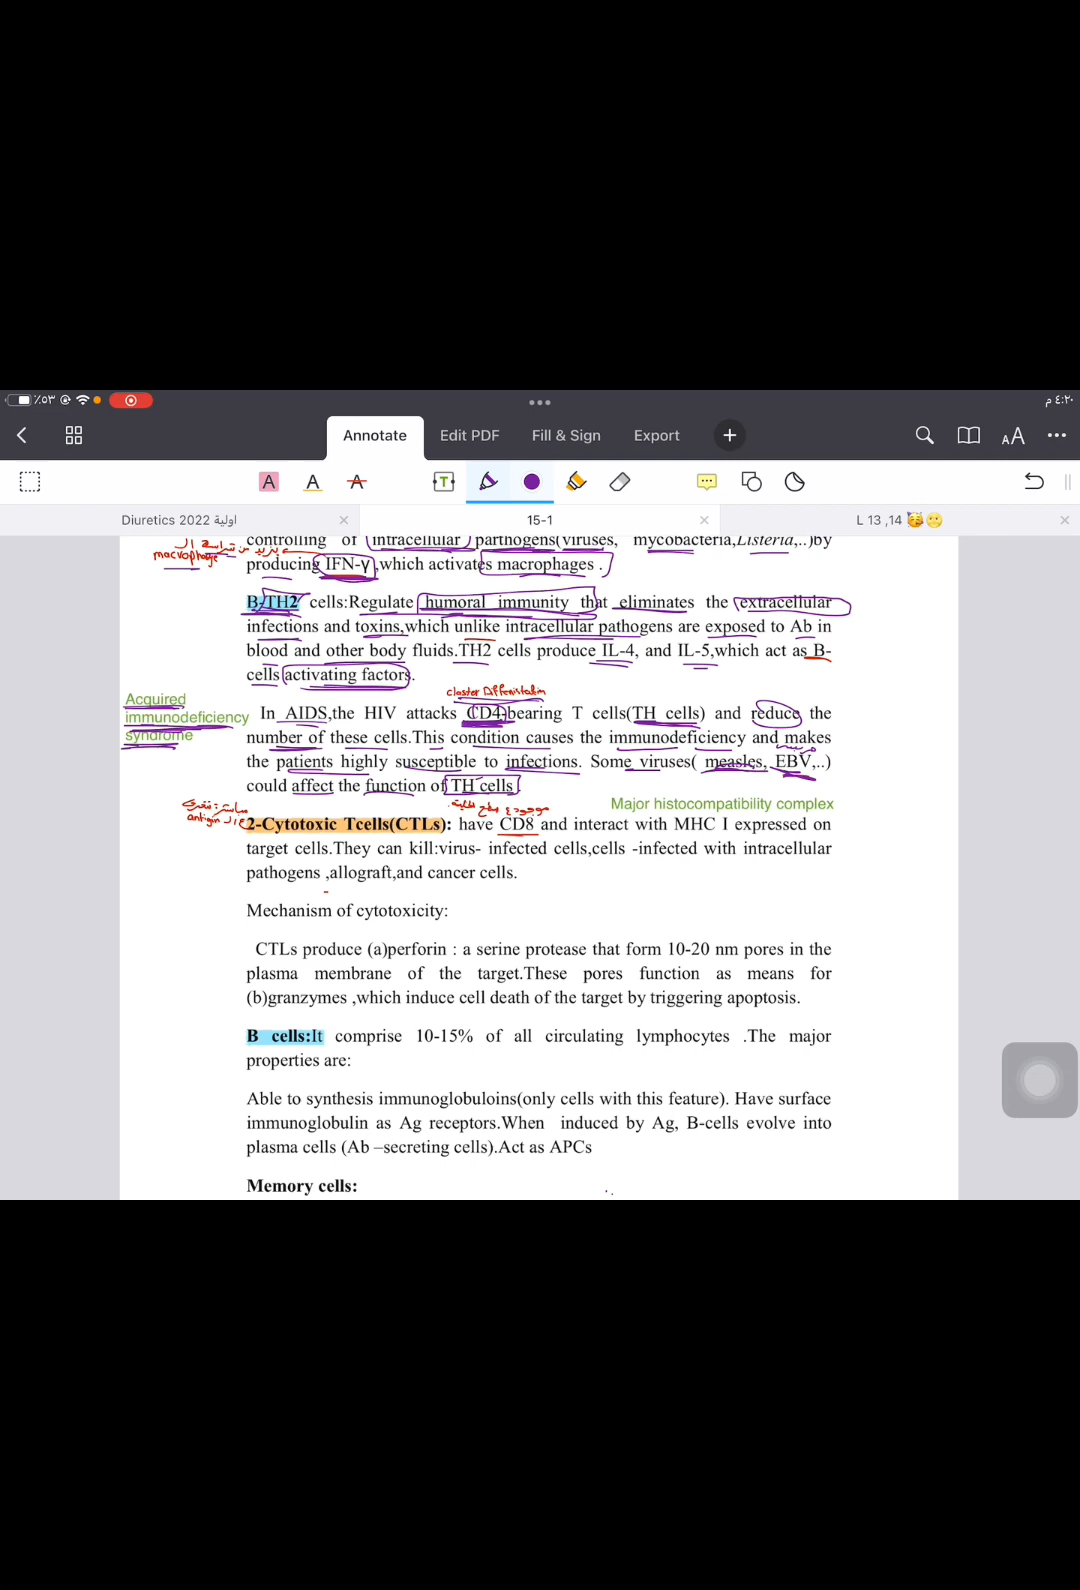 ٪٥٣
٤:٢٠ م
Annotate Edit PDF Fill & Sign Export
Diuretics 2022 اولية
15-1
L 13 ,14 🥳🫠
controlling of intracellular parthogens(viruses, mycobacteria,Listeria,..)by
macvophage
producing IFN-γ ,which activates macrophages .
B-TH2 cells:Regulate humoral immunity that eliminates the extracellular
infections and toxins,which unlike intracellular pathogens are exposed to Ab in
blood and other body fluids.TH2 cells produce IL-4, and IL-5,which act as B-
cells activating factors.
claster Differntiation
Acquired
immunodeficiency
syndrome
In AIDS,the HIV attacks CD4-bearing T cells(TH cells) and reduce the
number of these cells.This condition causes the immunodeficiency and makes
the patients highly susceptible to infections. Some viruses( measles, EBV,..)
could affect the function of TH cells.
Major histocompatibility complex
antigin
2-Cytotoxic Tcells(CTLs): have CD8 and interact with MHC I expressed on
target cells.They can kill:virus- infected cells,cells -infected with intracellular
pathogens ,allograft,and cancer cells.
Mechanism of cytotoxicity:
CTLs produce (a)perforin : a serine protease that form 10-20 nm pores in the
plasma membrane of the target.These pores function as means for
(b)granzymes ,which induce cell death of the target by triggering apoptosis.
B cells:It comprise 10-15% of all circulating lymphocytes .The major
properties are:
Able to synthesis immunoglobuloins(only cells with this feature). Have surface
immunoglobulin as Ag receptors.When induced by Ag, B-cells evolve into
plasma cells (Ab –secreting cells).Act as APCs
Memory cells: